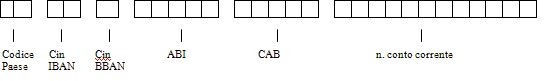 Codice Cin Cin ABI CAB n. conto corrente
Paese IBAN BBAN